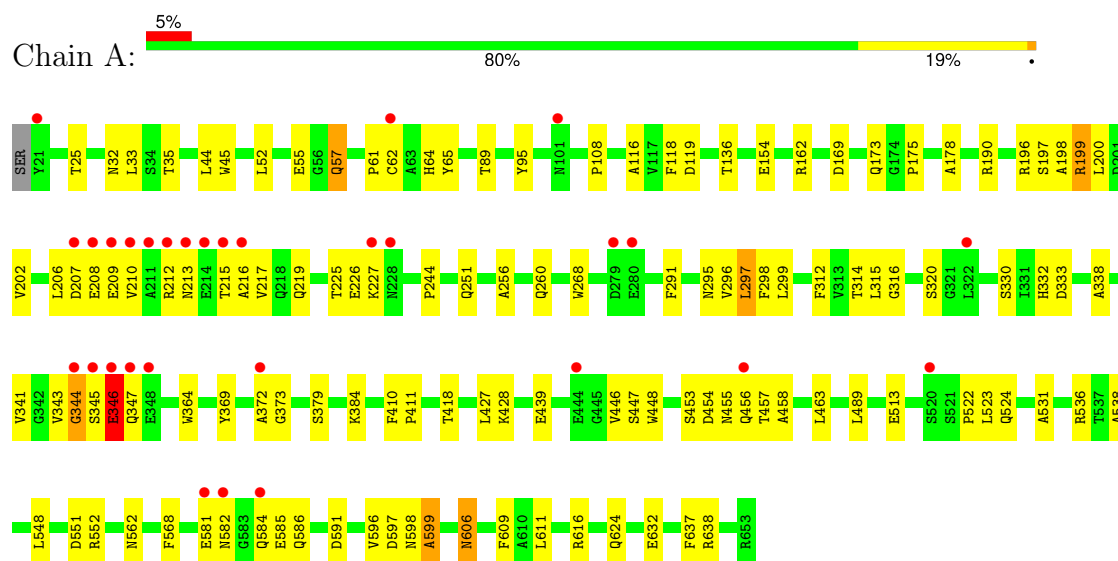 5%
Chain A:
80% 19% •
SER Y21 T25 N32 L33 S34 T35 L44 W45 L52 E55 G56 Q57 P61 C62 A63 H64 Y65 T89 Y95 N101 P108 A116 V117 F118 D119 T136 E154 R162 D169 Q173 G174 P175 A178 R190 R196 S197 A198 R199 L200 D201
V202 L206 D207 E208 E209 V210 A211 R212 N213 E214 T215 A216 V217 Q218 Q219 T225 E226 K227 N228 P244 Q251 A256 Q260 W268 D279 E280 F291 N295 V296 L297 F298 L299 F312 V313 T314 L315 G316 S320 G321 L322 S330 I331 H332 D333 A338
V341 G342 V343 G344 S345 E346 Q347 E348 W364 Y369 A372 G373 S379 K384 F410 P411 T418 L427 K428 E439 E444 G445 V446 S447 W448 S453 D454 N455 Q456 T457 A458 L463 L489 E513 S520 S521 P522 L523 Q524 A531 R536 T537 A538
L548 D551 R552 N562 F568 E581 N582 G583 Q584 E585 Q586 D591 V596 D597 N598 A599 N606 F609 A610 L611 R616 Q624 E632 F637 R638 R653